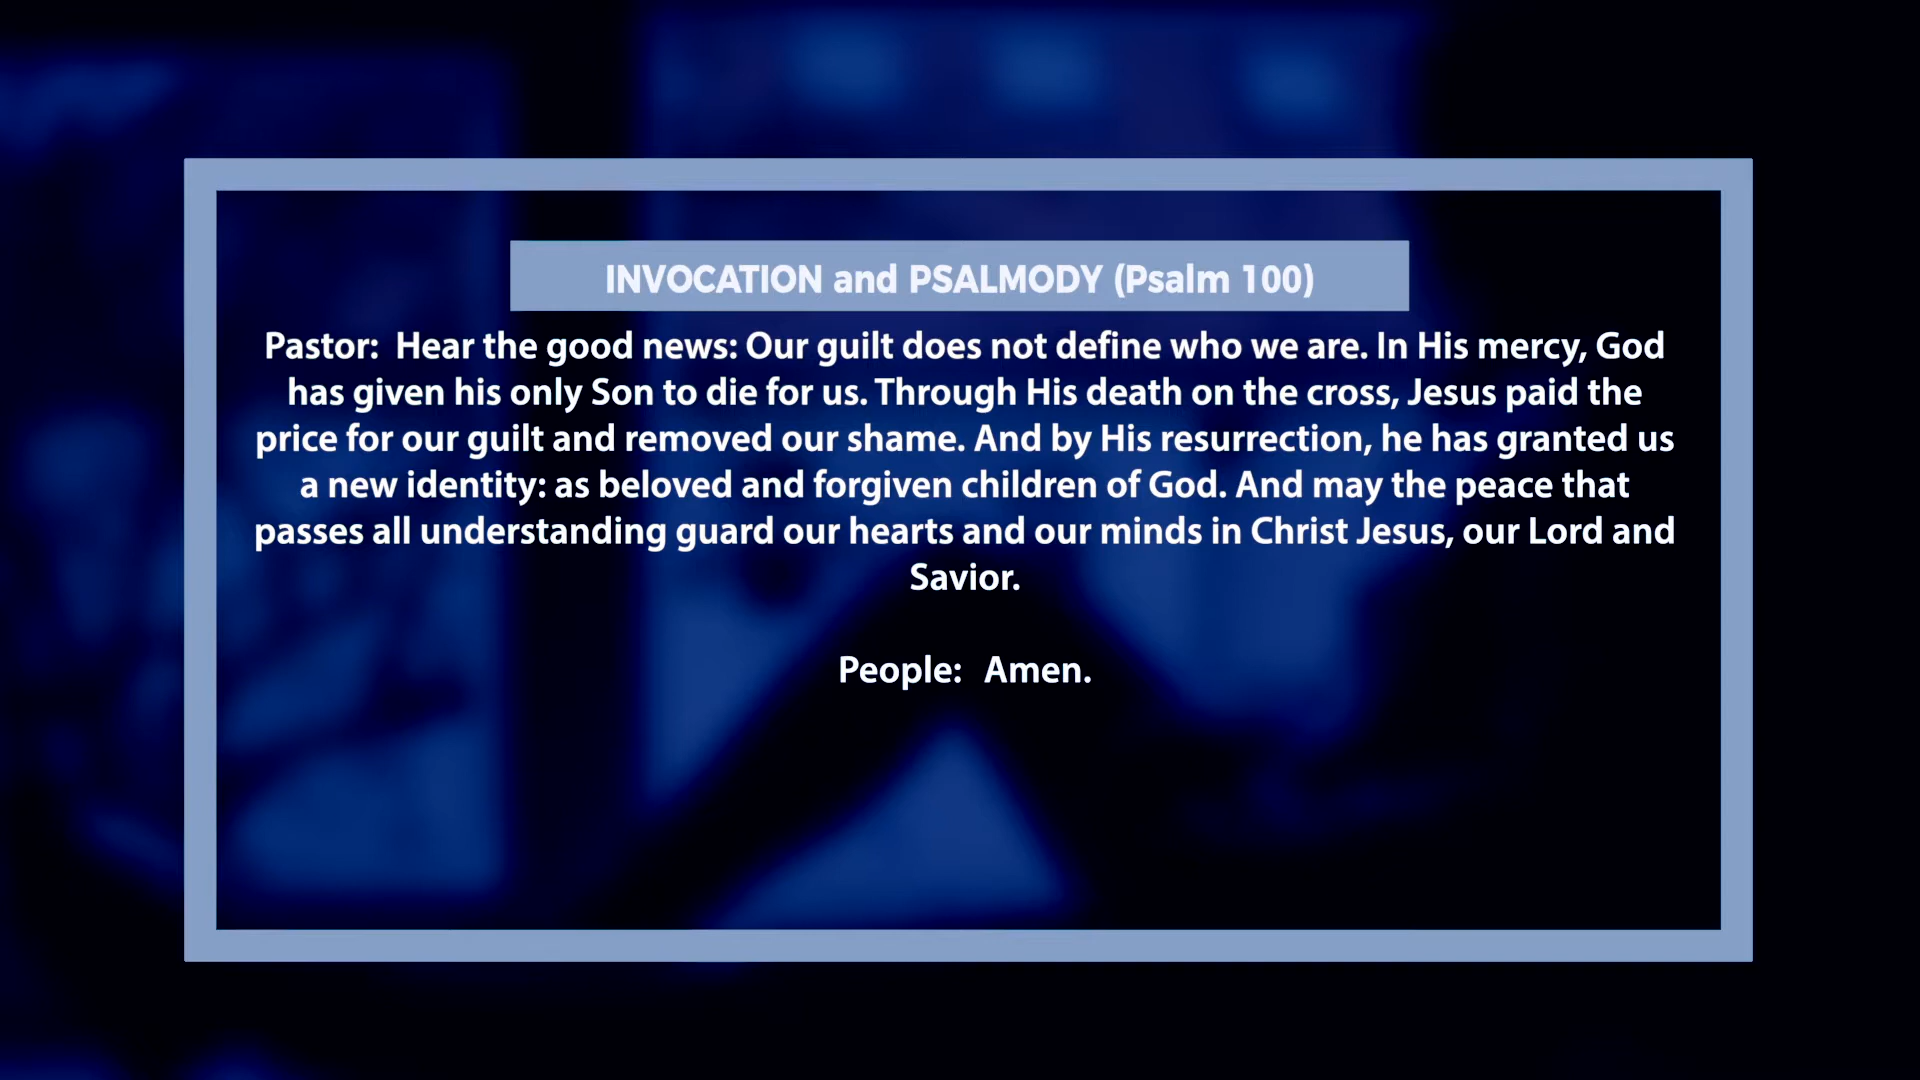 INVOCATION and PSALMODY (Psalm 100)
Pastor:  Hear the good news: Our guilt does not define who we are. In His mercy, God
has given his only Son to die for us. Through His death on the cross, Jesus paid the
price for our guilt and removed our shame. And by His resurrection, he has granted us
a new identity: as beloved and forgiven children of God. And may the peace that
passes all understanding guard our hearts and our minds in Christ Jesus, our Lord and
Savior.
People:  Amen.